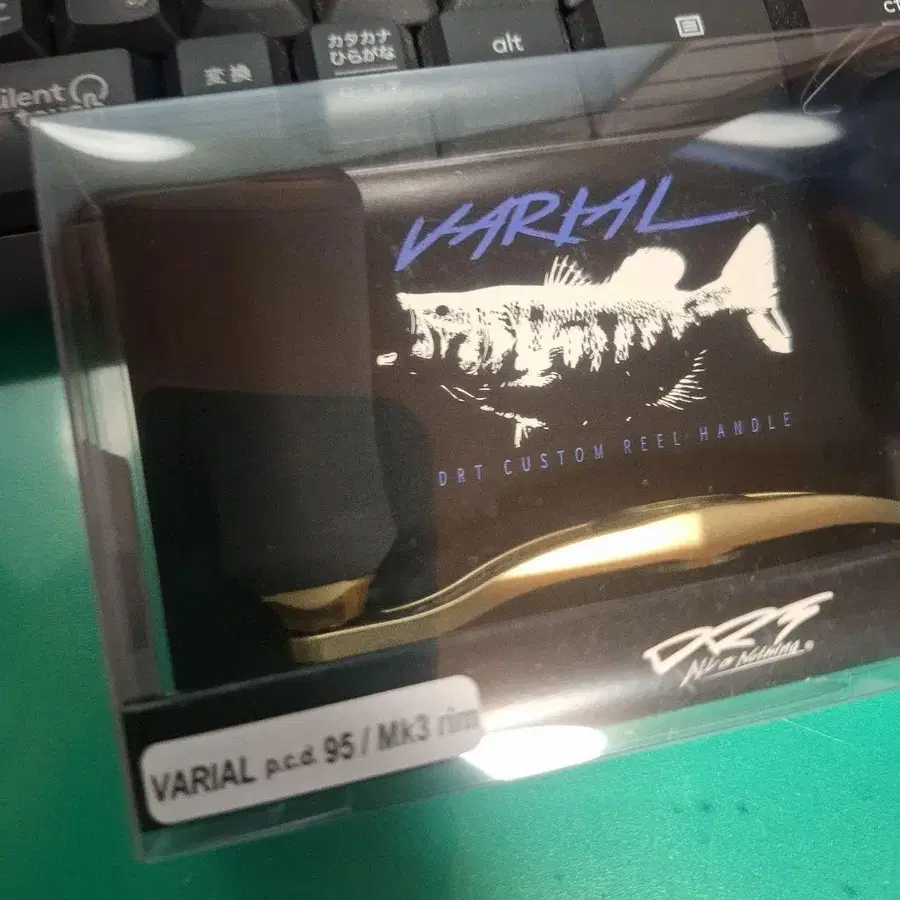 変換
カタカナ
ひらがな
alt
VARIAL
DRT CUSTOM REEL HANDLE
DRT
VARIAL p.c.d. 95 / Mk3 rim